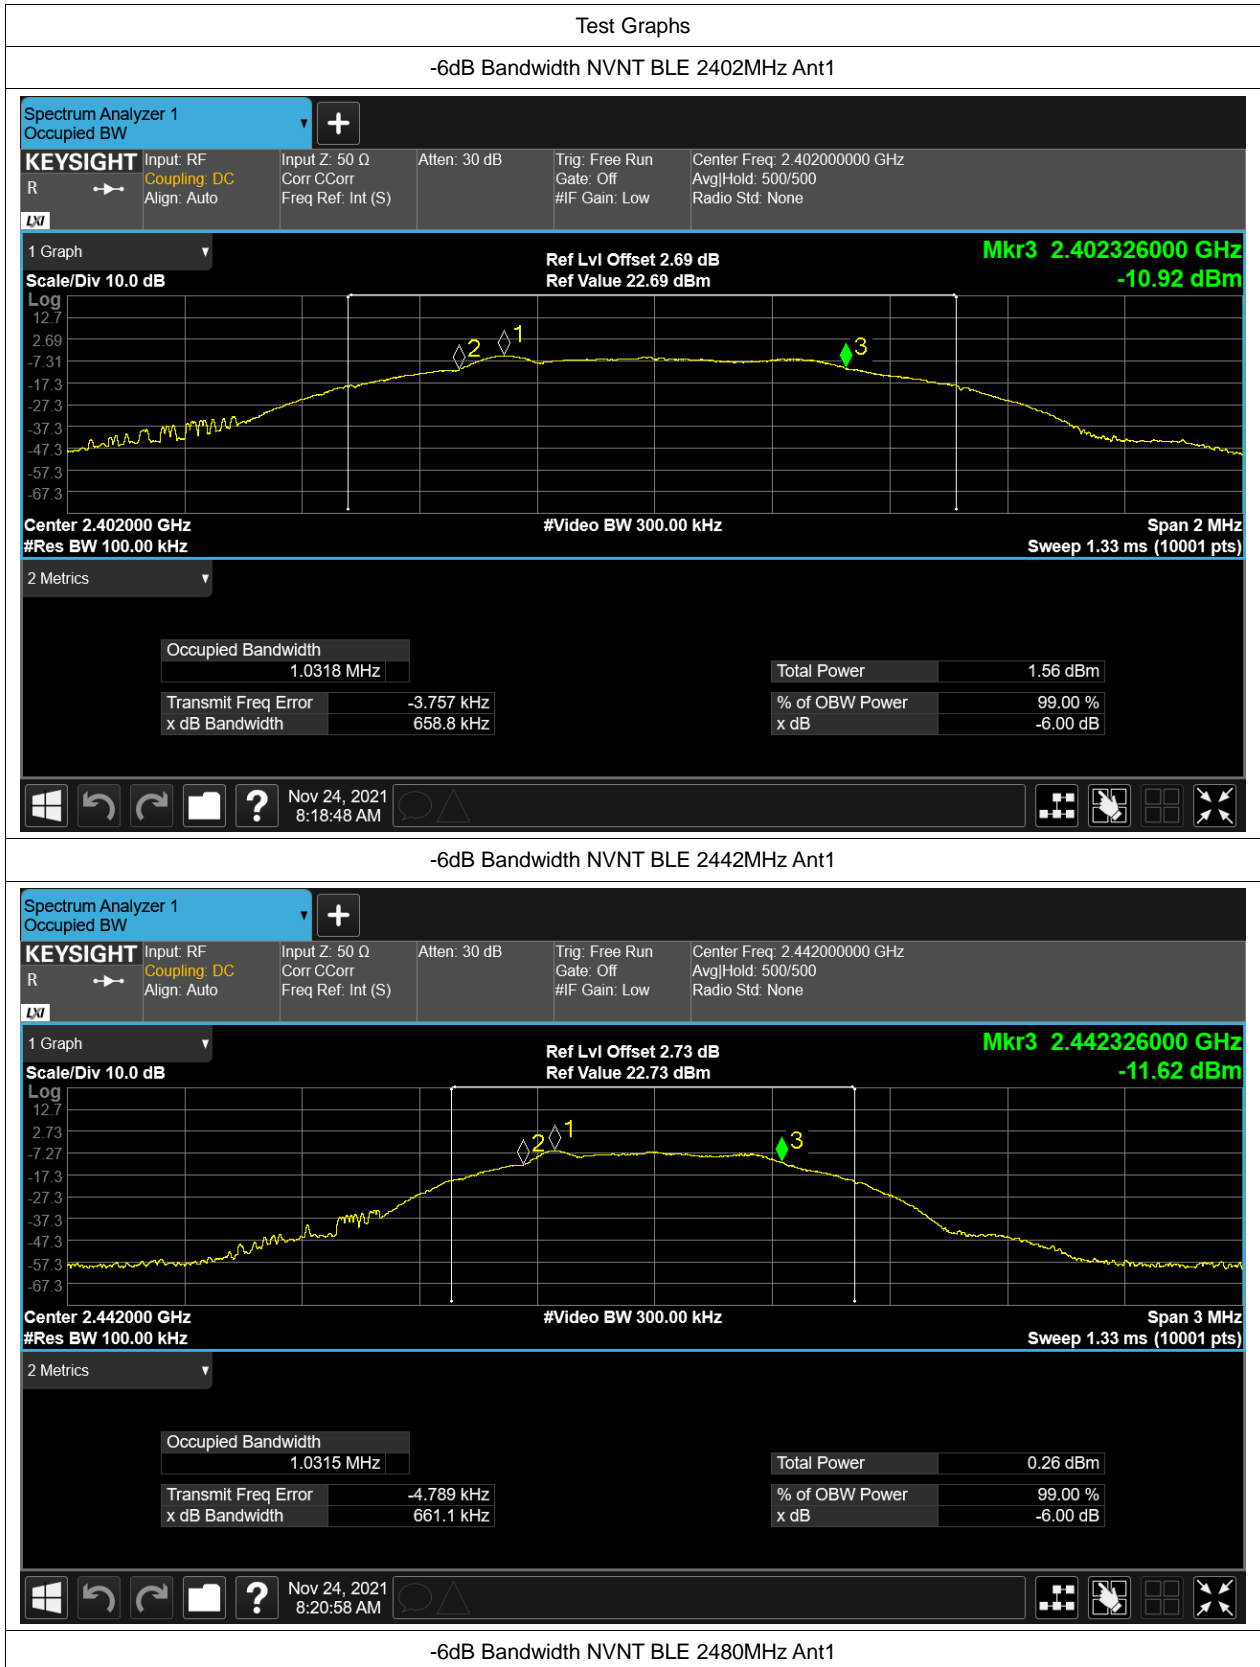 Test Graphs
-6dB Bandwidth NVNT BLE 2402MHz Ant1
Spectrum Analyzer 1
Occupied BW
KEYSIGHT Input: RF Input Z: 50 Ω Atten: 30 dB Trig: Free Run Center Freq: 2.402000000 GHz
R Coupling: DC Corr CCorr Gate: Off Avg|Hold: 500/500
Align: Auto Freq Ref: Int (S) #IF Gain: Low Radio Std: None
LXI
1 Graph
Ref Lvl Offset 2.69 dB Mkr3 2.402326000 GHz
Scale/Div 10.0 dB Ref Value 22.69 dBm -10.92 dBm
Log
12.7
2.69
-7.31
-17.3
-27.3
-37.3
-47.3
-57.3
-67.3
2
1
3
Center 2.402000 GHz #Video BW 300.00 kHz Span 2 MHz
#Res BW 100.00 kHz Sweep 1.33 ms (10001 pts)
2 Metrics
Occupied Bandwidth
1.0318 MHz Total Power 1.56 dBm
Transmit Freq Error -3.757 kHz % of OBW Power 99.00 %
x dB Bandwidth 658.8 kHz x dB -6.00 dB
? Nov 24, 2021
8:18:48 AM
-6dB Bandwidth NVNT BLE 2442MHz Ant1
Spectrum Analyzer 1
Occupied BW
KEYSIGHT Input: RF Input Z: 50 Ω Atten: 30 dB Trig: Free Run Center Freq: 2.442000000 GHz
R Coupling: DC Corr CCorr Gate: Off Avg|Hold: 500/500
Align: Auto Freq Ref: Int (S) #IF Gain: Low Radio Std: None
LXI
1 Graph
Ref Lvl Offset 2.73 dB Mkr3 2.442326000 GHz
Scale/Div 10.0 dB Ref Value 22.73 dBm -11.62 dBm
Log
12.7
2.73
-7.27
-17.3
-27.3
-37.3
-47.3
-57.3
-67.3
2
1
3
Center 2.442000 GHz #Video BW 300.00 kHz Span 3 MHz
#Res BW 100.00 kHz Sweep 1.33 ms (10001 pts)
2 Metrics
Occupied Bandwidth
1.0315 MHz Total Power 0.26 dBm
Transmit Freq Error -4.789 kHz % of OBW Power 99.00 %
x dB Bandwidth 661.1 kHz x dB -6.00 dB
? Nov 24, 2021
8:20:58 AM
-6dB Bandwidth NVNT BLE 2480MHz Ant1